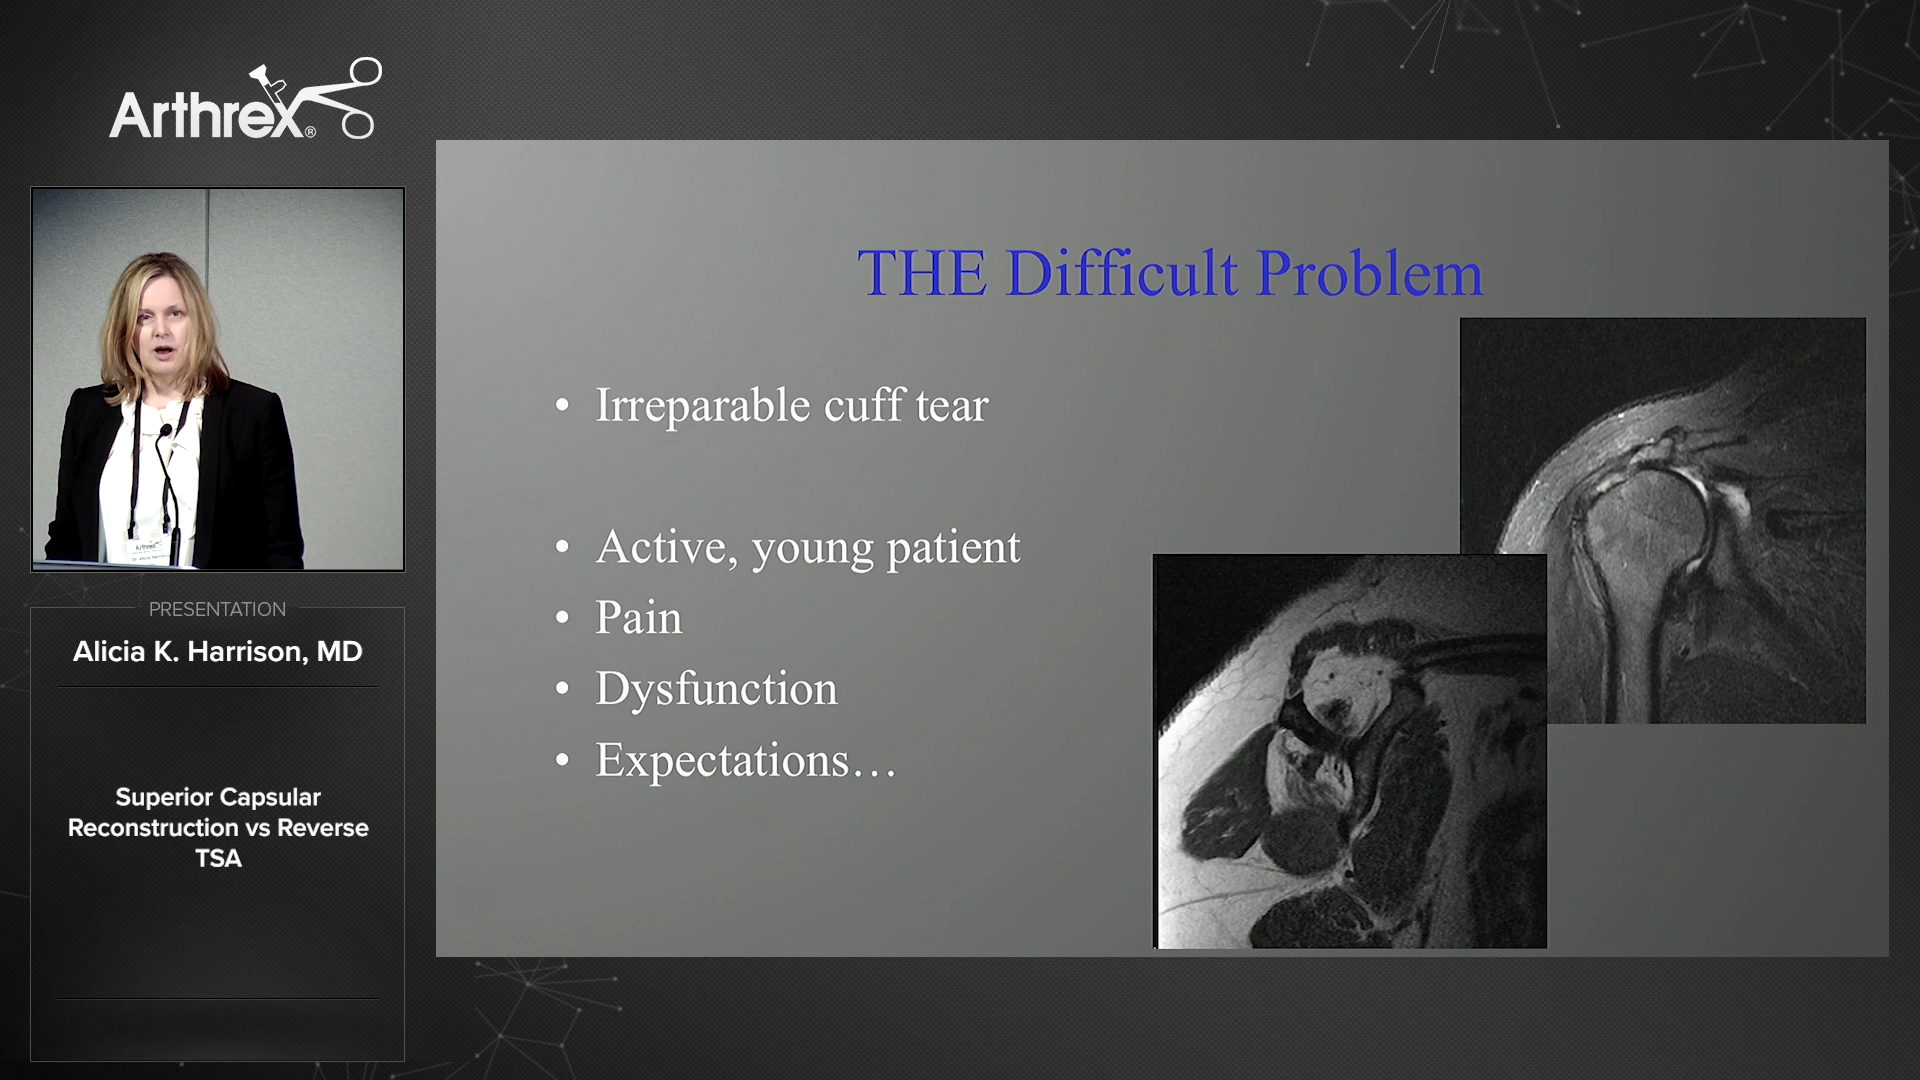 Arthrex®
THE Difficult Problem
• Irreparable cuff tear
• Active, young patient
• Pain
• Dysfunction
• Expectations…
Arthrex
PRESENTATION
Alicia K. Harrison, MD
Superior Capsular
Reconstruction vs Reverse
TSA